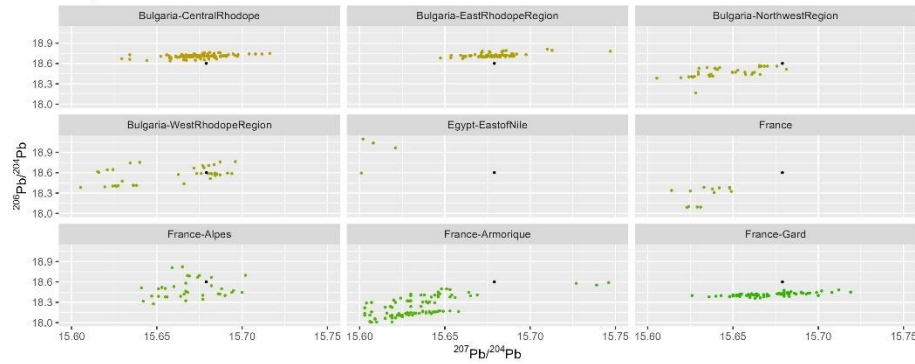 Bulgaria-CentralRhodope Bulgaria-EastRhodopeRegion Bulgaria-NorthwestRegion
18.9
18.6
18.3
18.0
Bulgaria-WestRhodopeRegion Egypt-EastofNile France
18.9
18.6
18.3
18.0
France-Alpes France-Armorique France-Gard
18.9
18.6
18.3
18.0
15.60 15.65 15.70 15.75 15.60 15.65 15.70 15.75 15.60 15.65 15.70 15.75
²⁰⁶Pb/²⁰⁴Pb
²⁰⁷Pb/²⁰⁴Pb